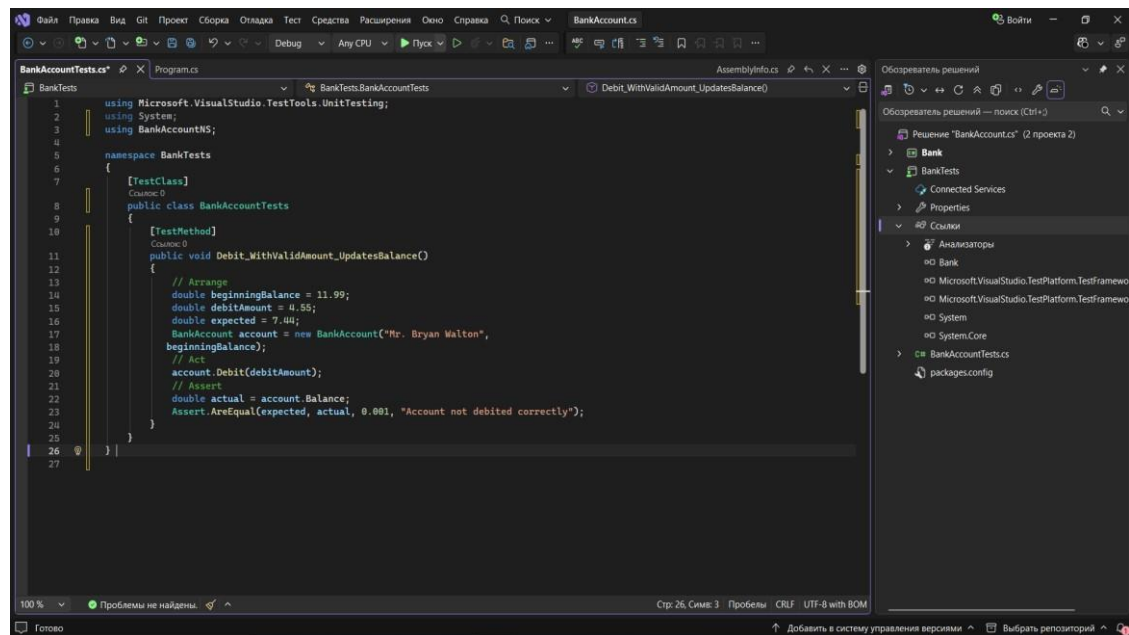 Файл Правка Вид Git Проект Сборка Отладка Тест Средства Расширения Окно Справка Поиск BankAccount.cs Войти
Debug Any CPU Пуск
BankAccountTests.cs* Program.cs AssemblyInfo.cs
BankTests BankTests.BankAccountTests Debit_WithValidAmount_UpdatesBalance()
1 using Microsoft.VisualStudio.TestTools.UnitTesting;
2 using System;
3 using BankAccountNS;
4
5 namespace BankTests
6 {
7 [TestClass]
Ссылок: 0
8 public class BankAccountTests
9 {
10 [TestMethod]
Ссылок: 0
11 public void Debit_WithValidAmount_UpdatesBalance()
12 {
13 // Arrange
14 double beginningBalance = 11.99;
15 double debitAmount = 4.55;
16 double expected = 7.44;
17 BankAccount account = new BankAccount("Mr. Bryan Walton",
18 beginningBalance);
19 // Act
20 account.Debit(debitAmount);
21 // Assert
22 double actual = account.Balance;
23 Assert.AreEqual(expected, actual, 0.001, "Account not debited correctly");
24 }
25 }
26 }
27
Обозреватель решений
Обозреватель решений — поиск (Ctrl+;)
Решение "BankAccount.cs" (2 проекта 2)
Bank
BankTests
Connected Services
Properties
Ссылки
Анализаторы
Bank
Microsoft.VisualStudio.TestPlatform.TestFramewo
Microsoft.VisualStudio.TestPlatform.TestFramewo
System
System.Core
C# BankAccountTests.cs
packages.config
100 % Проблемы не найдены. Стр: 26, Симв: 3 Пробелы CRLF UTF-8 with BOM
Готово Добавить в систему управления версиями Выбрать репозиторий